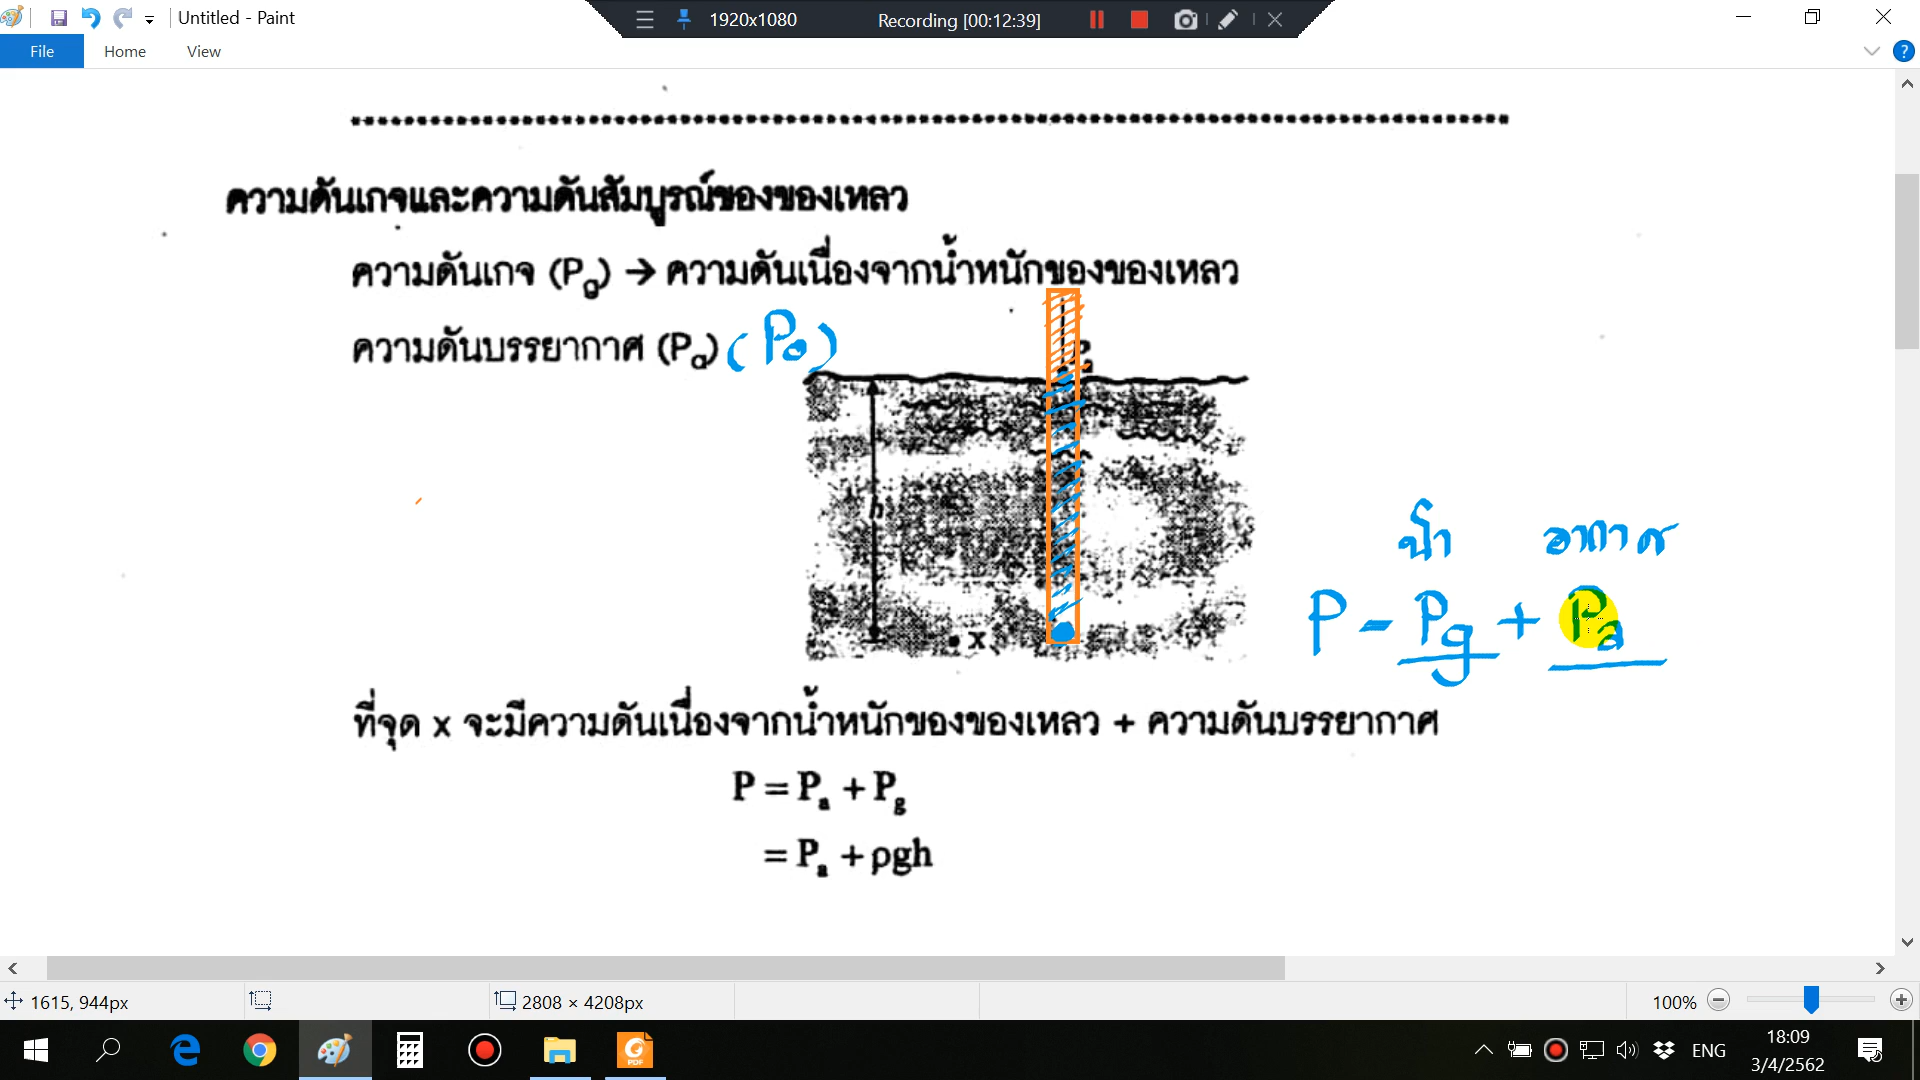 Untitled - Paint
1920x1080
Recording [00:12:39]
File
Home
View
ความดันเกจและความดันสัมบูรณ์ของของเหลว
ความดันเกจ (Pg) → ความดันเนื่องจากน้ำหนักของของเหลว
ความดันบรรยากาศ (Pa) (Po)
h
x
น้ำ อากาศ
P = Pg + Pa
ที่จุด x จะมีความดันเนื่องจากน้ำหนักของของเหลว + ความดันบรรยากาศ
P = Pa + Pg
= Pa + ρgh
1615, 944px
2808 × 4208px
100%
ENG
18:09
3/4/2562